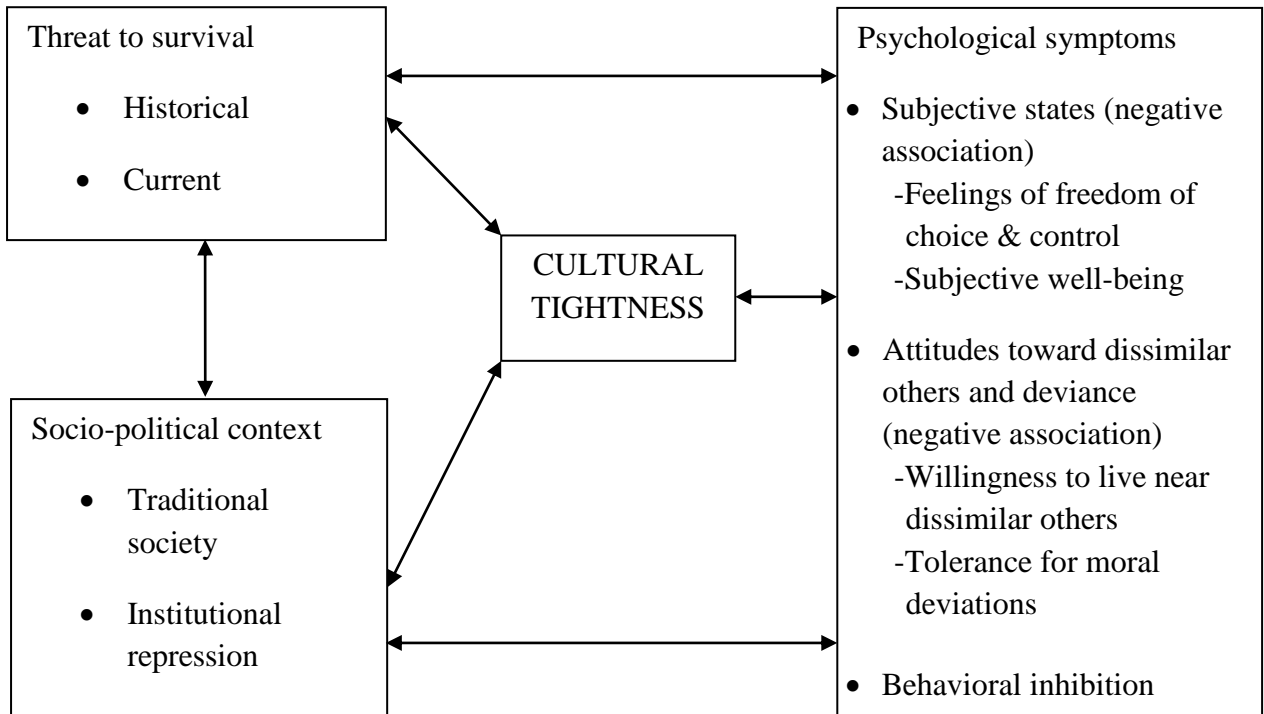 Threat to survival
• Historical
• Current
Socio-political context
• Traditional
society
• Institutional
repression
CULTURAL
TIGHTNESS
Psychological symptoms
• Subjective states (negative
association)
-Feelings of freedom of
choice & control
-Subjective well-being
• Attitudes toward dissimilar
others and deviance
(negative association)
-Willingness to live near
dissimilar others
-Tolerance for moral
deviations
• Behavioral inhibition